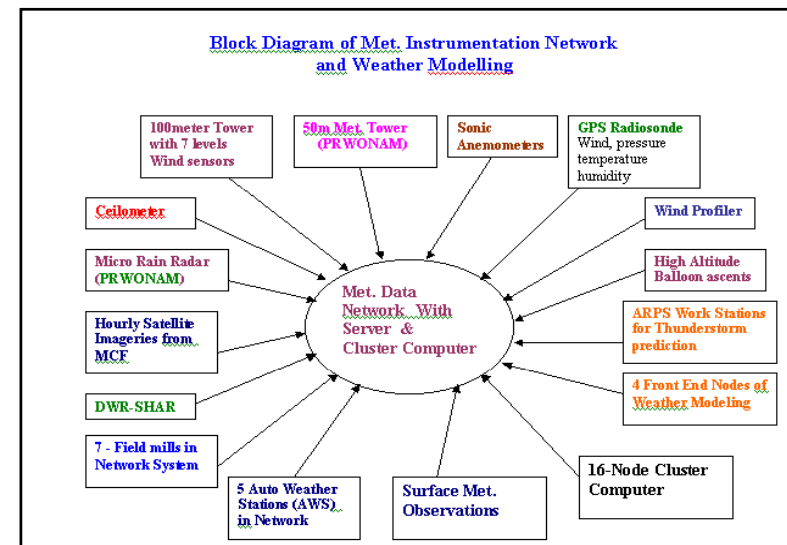 Block Diagram of Met. Instrumentation Network
and Weather Modelling
100meter Tower
with 7 levels
Wind sensors
50m Met. Tower
(PRWONAM)
Sonic
Anemometers
GPS Radiosonde
Wind, pressure
temperature
humidity
Ceilometer
Wind Profiler
Micro Rain Radar
(PRWONAM)
High Altitude
Balloon ascents
Met. Data
Network With
Server &
Cluster Computer
Hourly Satellite
Imageries from
MCF
ARPS Work Stations
for Thunderstorm
prediction
DWR-SHAR
4 Front End Nodes of
Weather Modeling
7 - Field mills in
Network System
5 Auto Weather
Stations (AWS)
in Network
Surface Met.
Observations
16-Node Cluster
Computer